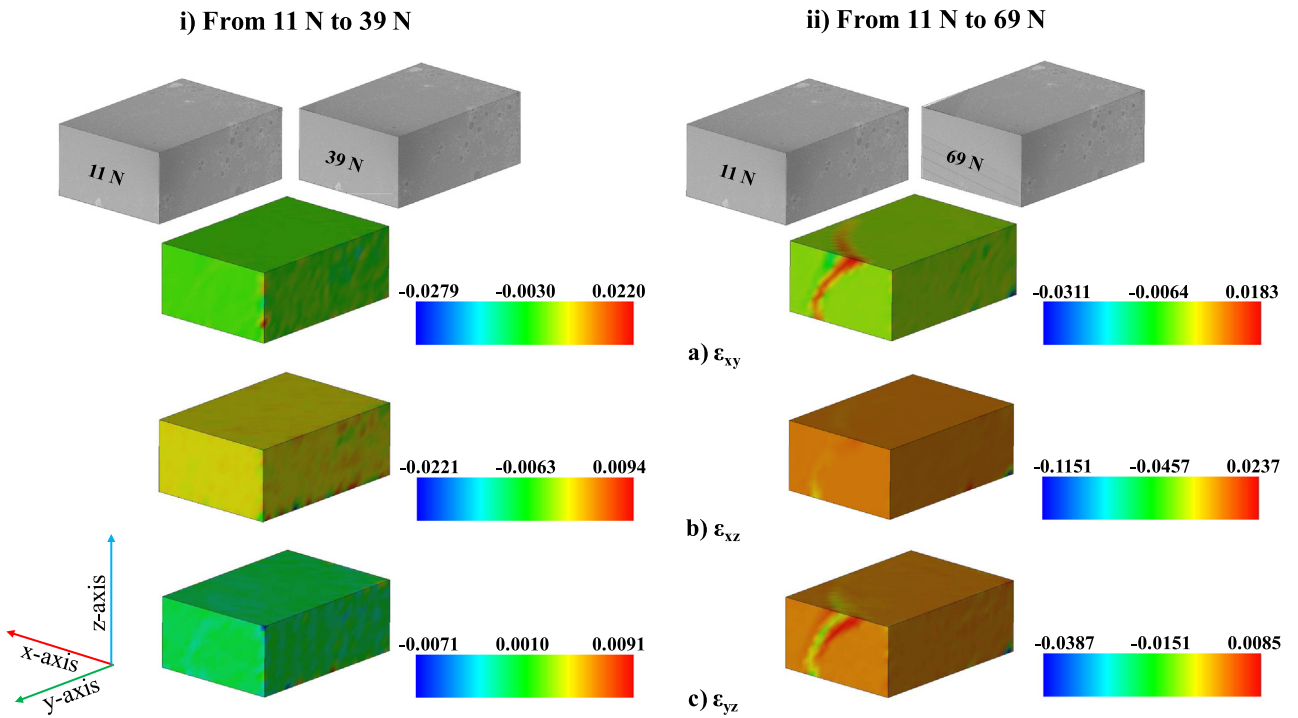 i) From 11 N to 39 N
ii) From 11 N to 69 N
11 N
39 N
11 N
69 N
-0.0279 -0.0030 0.0220
-0.0311 -0.0064 0.0183
a) εxy
-0.0221 -0.0063 0.0094
-0.1151 -0.0457 0.0237
b) εxz
z-axis
x-axis
y-axis
-0.0071 0.0010 0.0091
-0.0387 -0.0151 0.0085
c) εyz